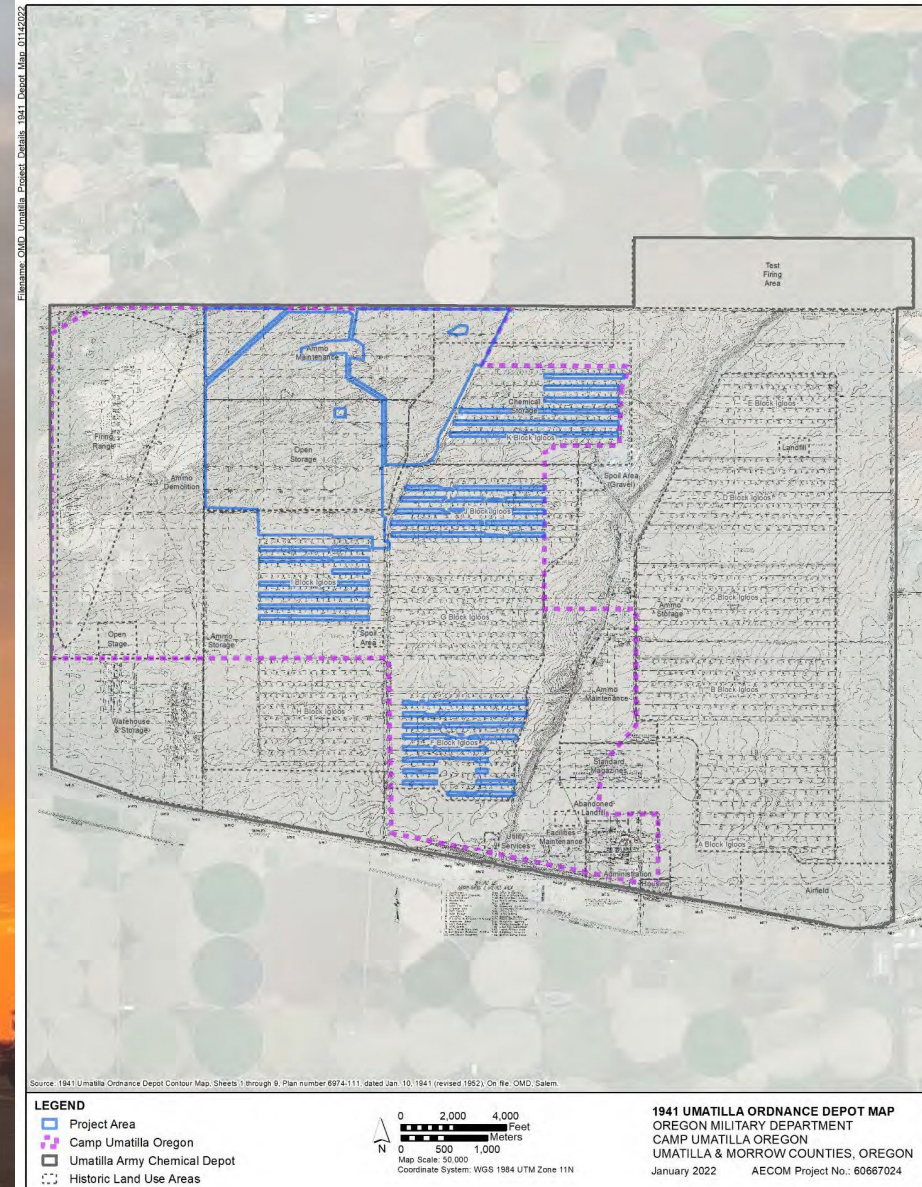 Filename: OMD_Umatilla_Project_Details_1941_Depot_Map_01142022
Test
Firing
Area
Ammo
Maintenance
E Block Igloos
Chemical
Storage
Firing
Range
K Block Igloos
Landfill
Open
Storage
Ammo
Demolition
Spoil Area
(Gravel)
D Block Igloos
J Block Igloos
Block Igloos
C Block Igloos
Ammo
Storage
G Block Igloos
Open
Stage
Ammo
Storage
Spoil
Area
Ammo
Maintenance
B Block Igloos
H Block Igloos
Warehouse
& Storage
F Block Igloos
Standard
Magazines
Abandoned
Landfill
Utility
Services
Facilities
Maintenance
A Block Igloos
Administration
Housing
Airfield
Source: 1941 Umatilla Ordnance Depot Contour Map, Sheets 1 through 9, Plan number 6974-111, dated Jan. 10, 1941 (revised 1952), On file: OMD, Salem.
LEGEND
Project Area
Camp Umatilla Oregon
Umatilla Army Chemical Depot
Historic Land Use Areas
N
0 2,000 4,000
Feet
Meters
0 500 1,000
Map Scale: 50,000
Coordinate System: WGS 1984 UTM Zone 11N
1941 UMATILLA ORDNANCE DEPOT MAP
OREGON MILITARY DEPARTMENT
CAMP UMATILLA OREGON
UMATILLA & MORROW COUNTIES, OREGON
January 2022 AECOM Project No.: 60667024